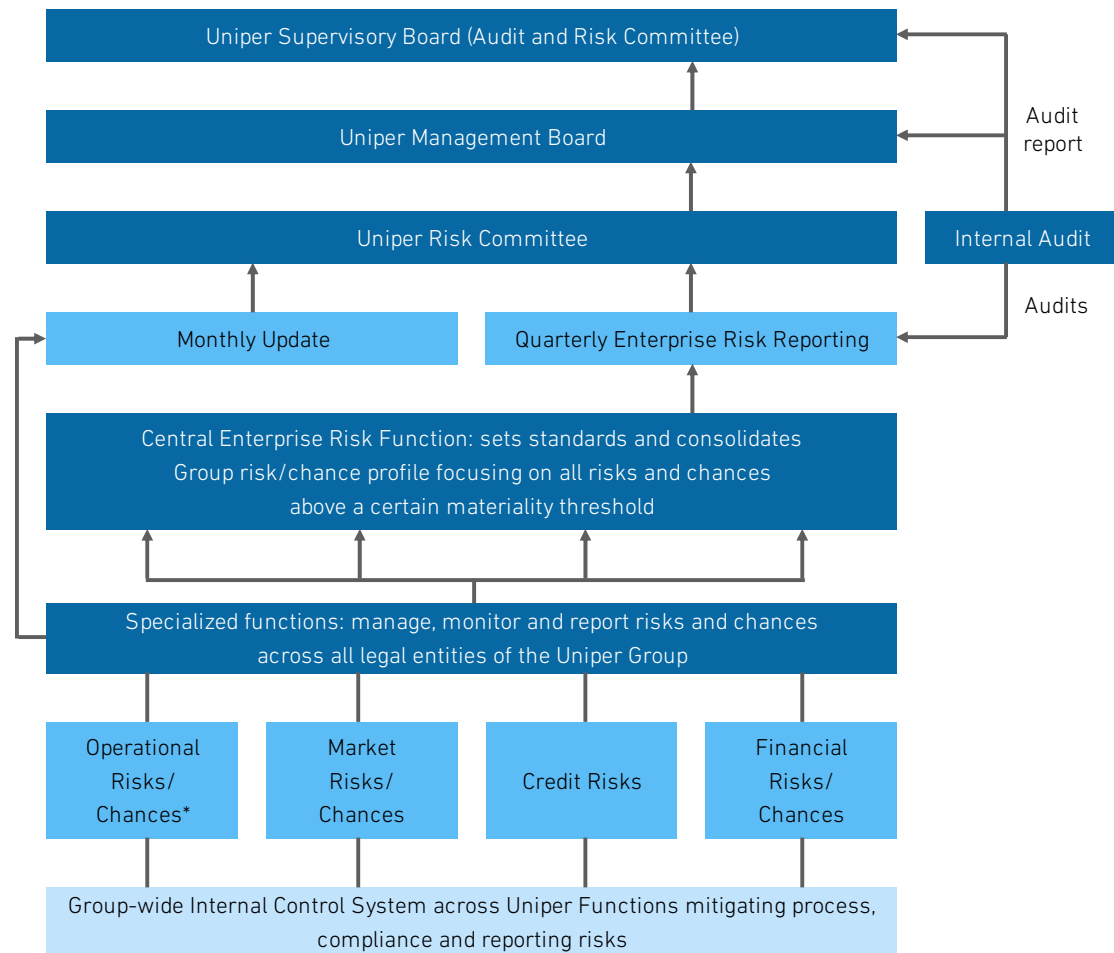 Uniper Supervisory Board (Audit and Risk Committee)
Uniper Management Board
Audit
report
Uniper Risk Committee
Internal Audit
Audits
Monthly Update
Quarterly Enterprise Risk Reporting
Central Enterprise Risk Function: sets standards and consolidates
Group risk/chance profile focusing on all risks and chances
above a certain materiality threshold
Specialized functions: manage, monitor and report risks and chances
across all legal entities of the Uniper Group
Operational
Risks/
Chances*
Market
Risks/
Chances
Credit Risks
Financial
Risks/
Chances
Group-wide Internal Control System across Uniper Functions mitigating process,
compliance and reporting risks